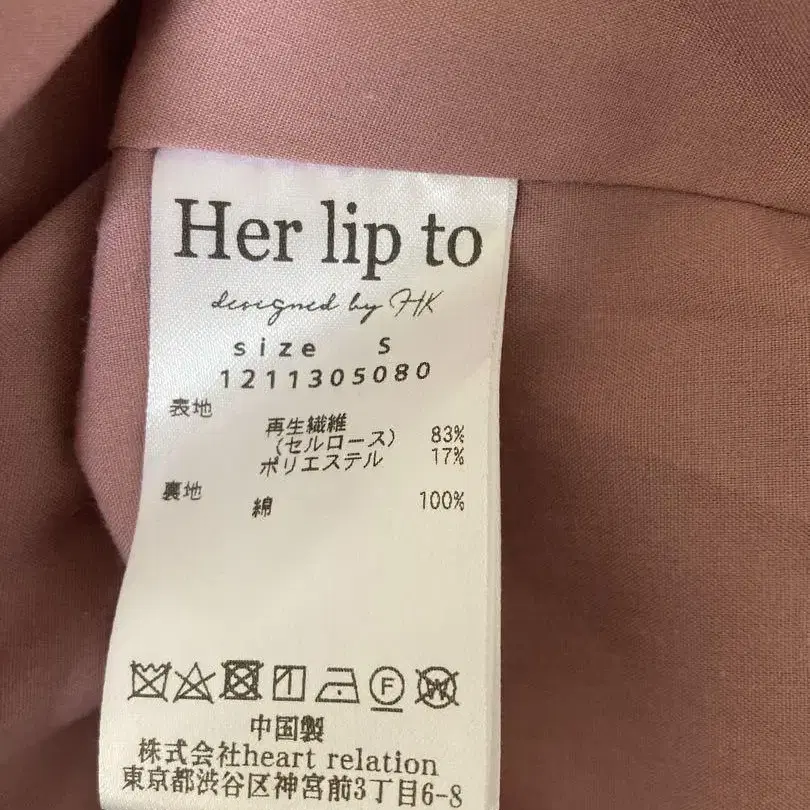 Her lip to
designed by HK
size S
1211305080
表地
再生繊維
(セルロース) 83%
ポリエステル 17%
裏地
綿 100%
中国製
株式会社heart relation
東京都渋谷区神宮前3丁目6-8